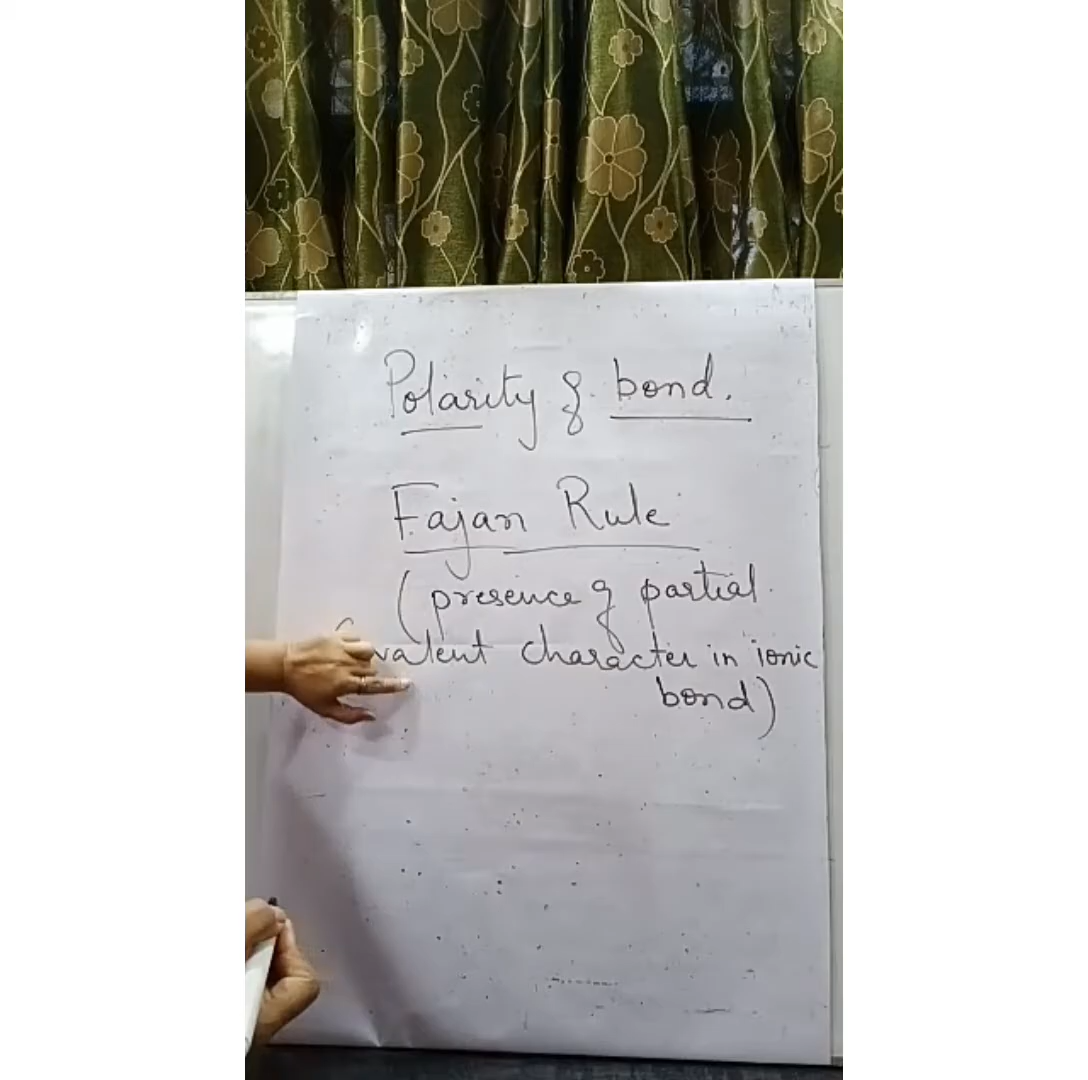 Polarity of bond.
Fajan Rule
(presence of partial
valent character in ionic
bond)